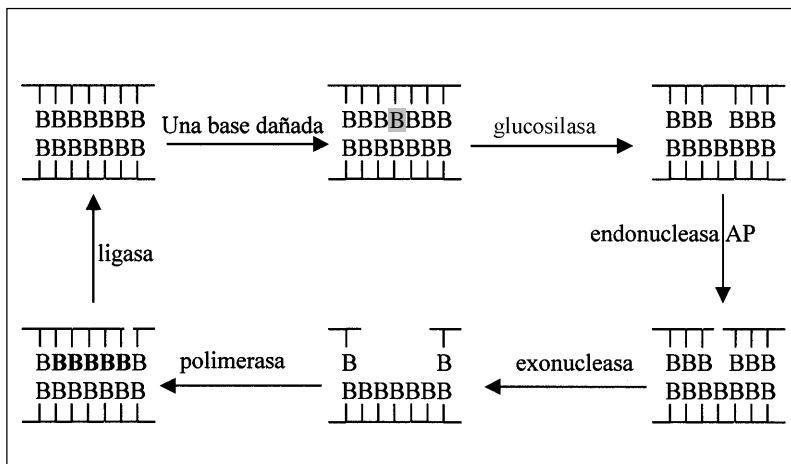 BBBBBBB
BBBBBBB
Una base dañada
BBBBBBB
BBBBBBB
glucosilasa
BBB BBB
BBBBBBB
endonucleasa AP
BBB BBB
BBBBBBB
exonucleasa
B B
BBBBBBB
polimerasa
BBBBBBB
BBBBBBB
ligasa